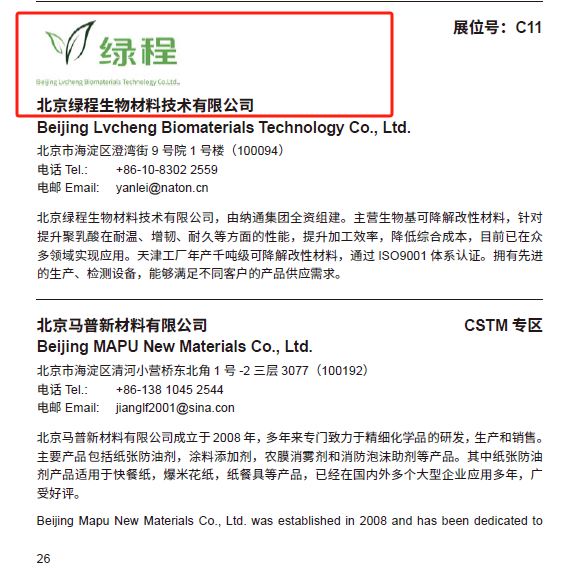 绿程
展位号：C11
Beijing Lvcheng Biomaterials Technology Co.,Ltd.
北京绿程生物材料技术有限公司
Beijing Lvcheng Biomaterials Technology Co., Ltd.
北京市海淀区澄湾街 9 号院 1 号楼（100094）
电话 Tel.: +86-10-8302 2559
电邮 Email: yanlei@naton.cn
北京绿程生物材料技术有限公司，由纳通集团全资组建。主营生物基可降解改性材料，针对
提升聚乳酸在耐温、增韧、耐久等方面的性能，提升加工效率，降低综合成本，目前已在众
多领域实现应用。天津工厂年产千吨级可降解改性材料，通过 ISO9001 体系认证。拥有先进
的生产、检测设备，能够满足不同客户的产品供应需求。
北京马普新材料有限公司
CSTM 专区
Beijing MAPU New Materials Co., Ltd.
北京市海淀区清河小营桥东北角 1 号 -2 三层 3077（100192）
电话 Tel.: +86-138 1045 2544
电邮 Email: jianglf2001@sina.con
北京马普新材料有限公司成立于 2008 年，多年来专门致力于精细化学品的研发，生产和销售。
主要产品包括纸张防油剂，涂料添加剂，农膜消雾剂和消防泡沫助剂等产品。其中纸张防油
剂产品适用于快餐纸，爆米花纸，纸餐具等产品，已经在国内外多个大型企业应用多年，广
受好评。
Beijing Mapu New Materials Co., Ltd. was established in 2008 and has been dedicated to
26